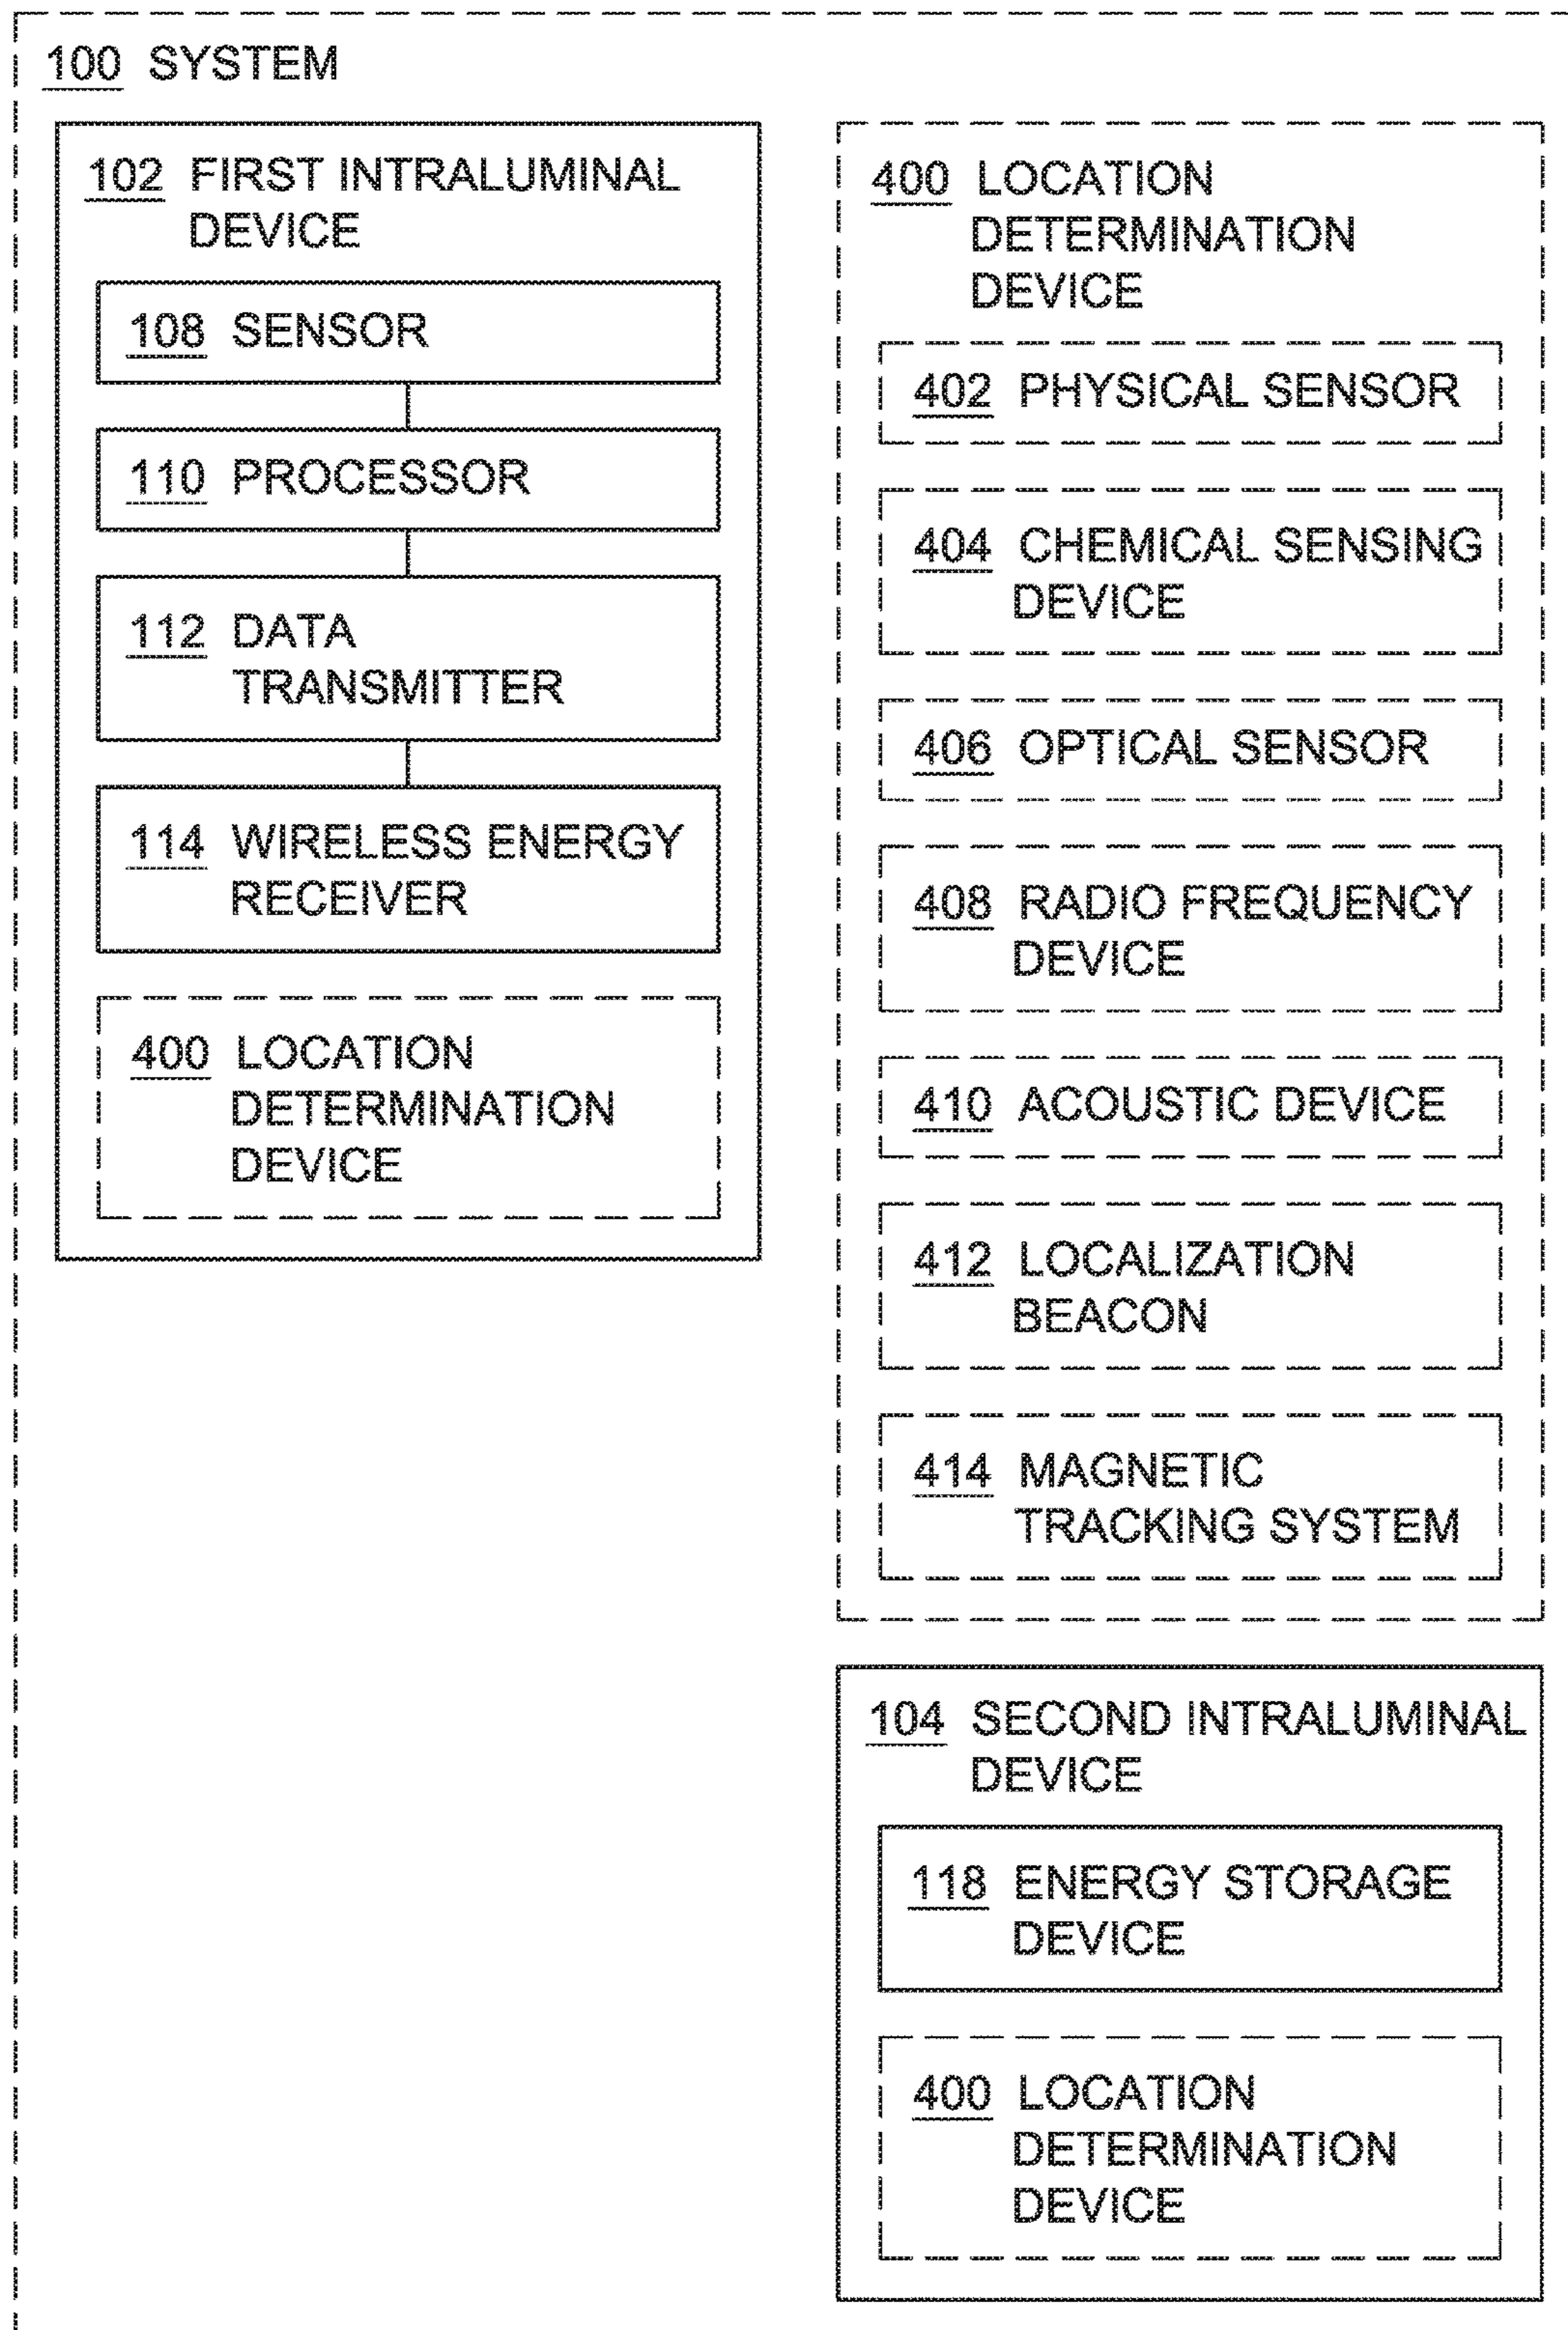 100 SYSTEM
102 FIRST INTRALUMINAL
DEVICE
108 SENSOR
110 PROCESSOR
112 DATA
TRANSMITTER
114 WIRELESS ENERGY
RECEIVER
400 LOCATION
DETERMINATION
DEVICE
400 LOCATION
DETERMINATION
DEVICE
402 PHYSICAL SENSOR
404 CHEMICAL SENSING
DEVICE
406 OPTICAL SENSOR
408 RADIO FREQUENCY
DEVICE
410 ACOUSTIC DEVICE
412 LOCALIZATION
BEACON
414 MAGNETIC
TRACKING SYSTEM
104 SECOND INTRALUMINAL
DEVICE
118 ENERGY STORAGE
DEVICE
400 LOCATION
DETERMINATION
DEVICE